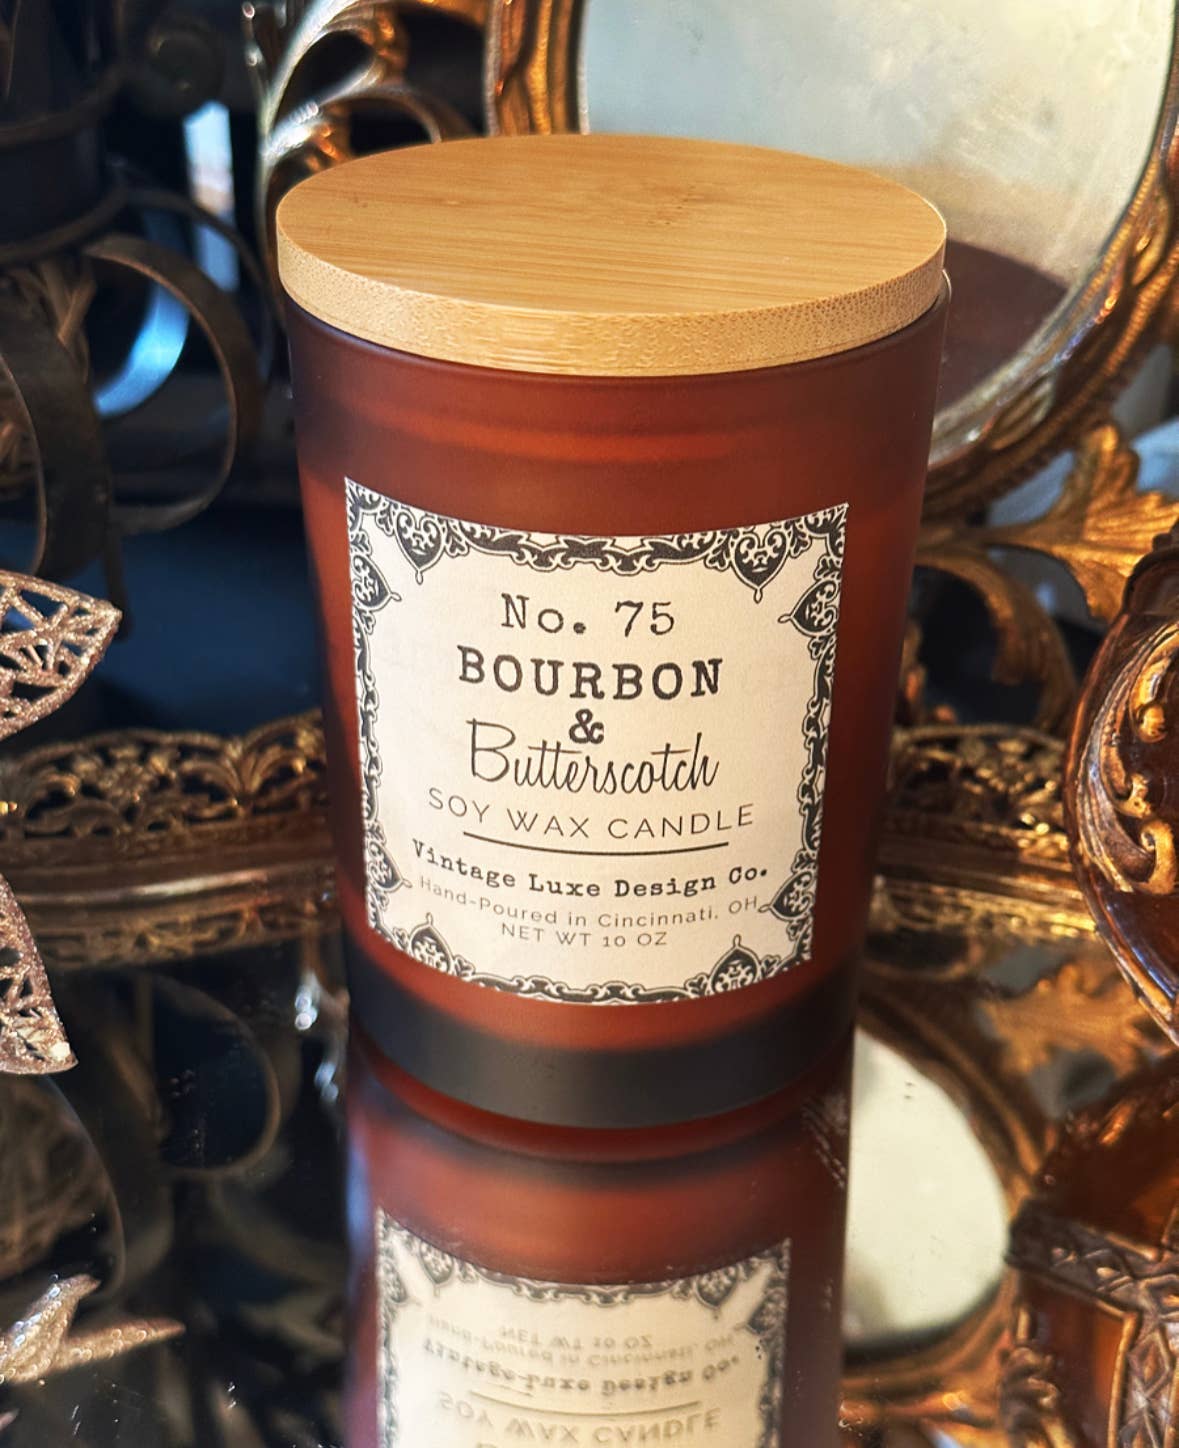 No. 75
BOURBON
&
Butterscotch
SOY WAX CANDLE
Vintage Luxe Design Co.
Hand-Poured in Cincinnati, OH
NET WT 10 OZ